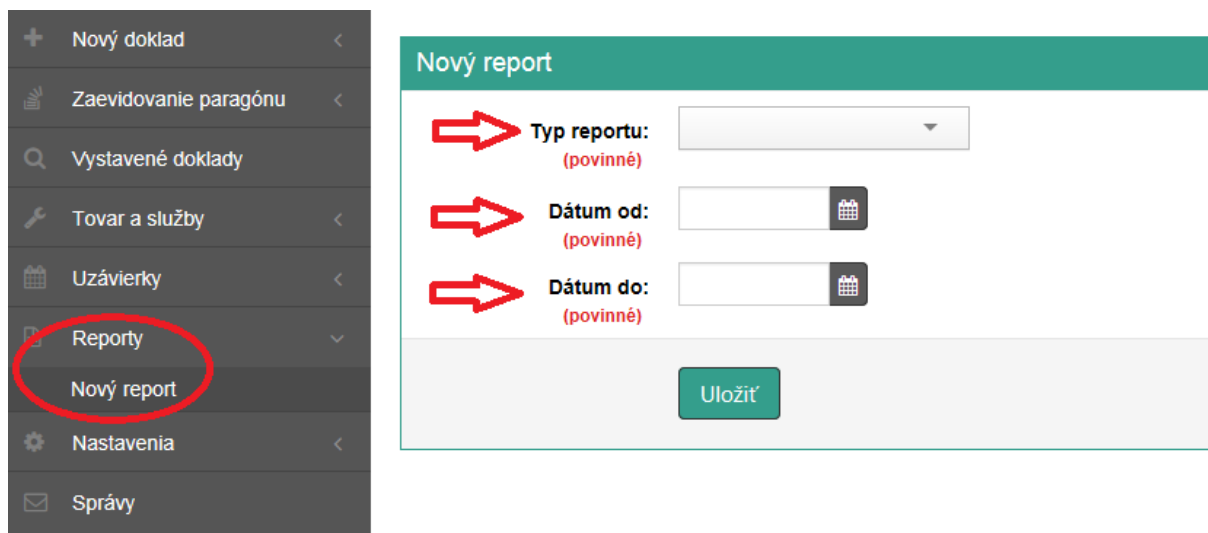 Nový doklad
Zaevidovanie paragónu
Vystavené doklady
Tovar a služby
Uzávierky
Reporty
Nový report
Nastavenia
Správy
Nový report
Typ reportu:
(povinné)
Dátum od:
(povinné)
Dátum do:
(povinné)
Uložiť